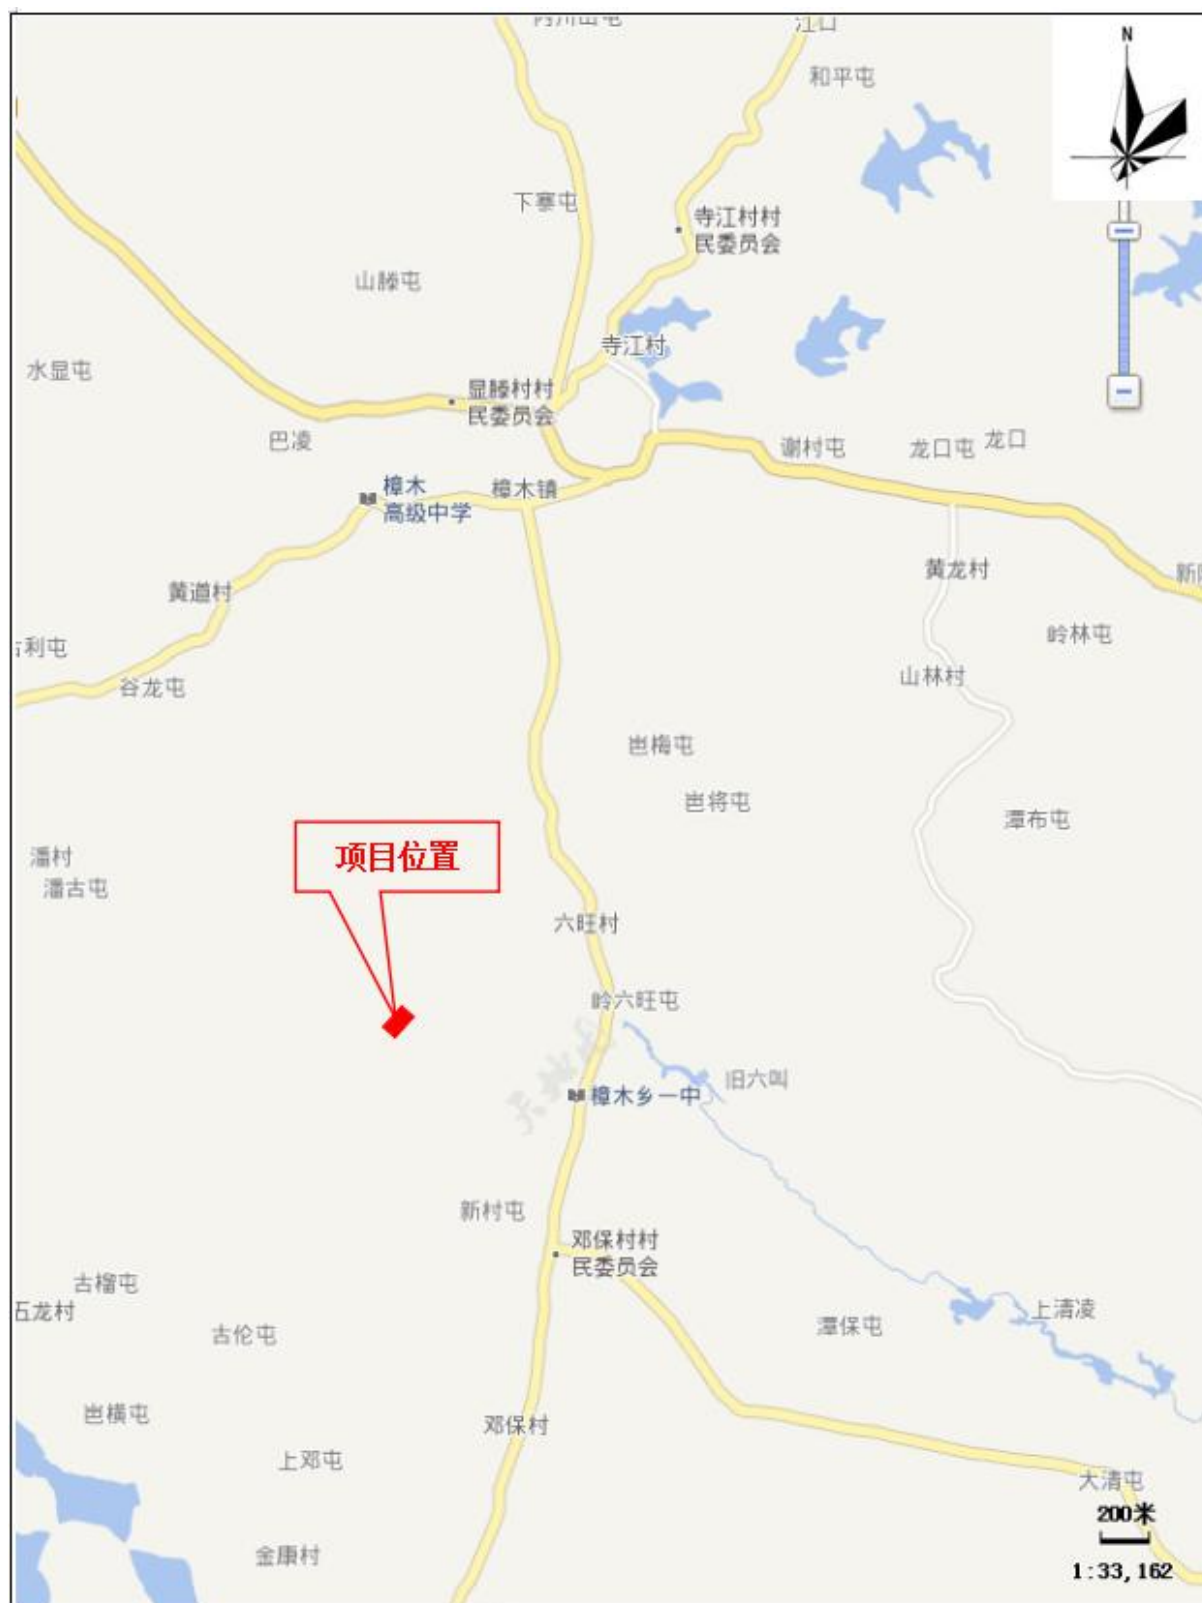 江口
N
和平屯
下寨屯
寺江村村
民委员会
山滕屯
寺江村
水显屯
显滕村村
民委员会
巴凌
谢村屯
龙口屯
龙口
樟木
高级中学
樟木镇
黄道村
黄龙村
岭林屯
谷龙屯
山林村
岜梅屯
岜将屯
潭布屯
项目位置
潘村
潘古屯
六旺村
岭六旺屯
旧六叫
樟木乡一中
新村屯
邓保村村
民委员会
古榴屯
五龙村
上清凌
古伦屯
潭保屯
岜横屯
邓保村
上邓屯
大清屯
200米
金康村
1:33,162